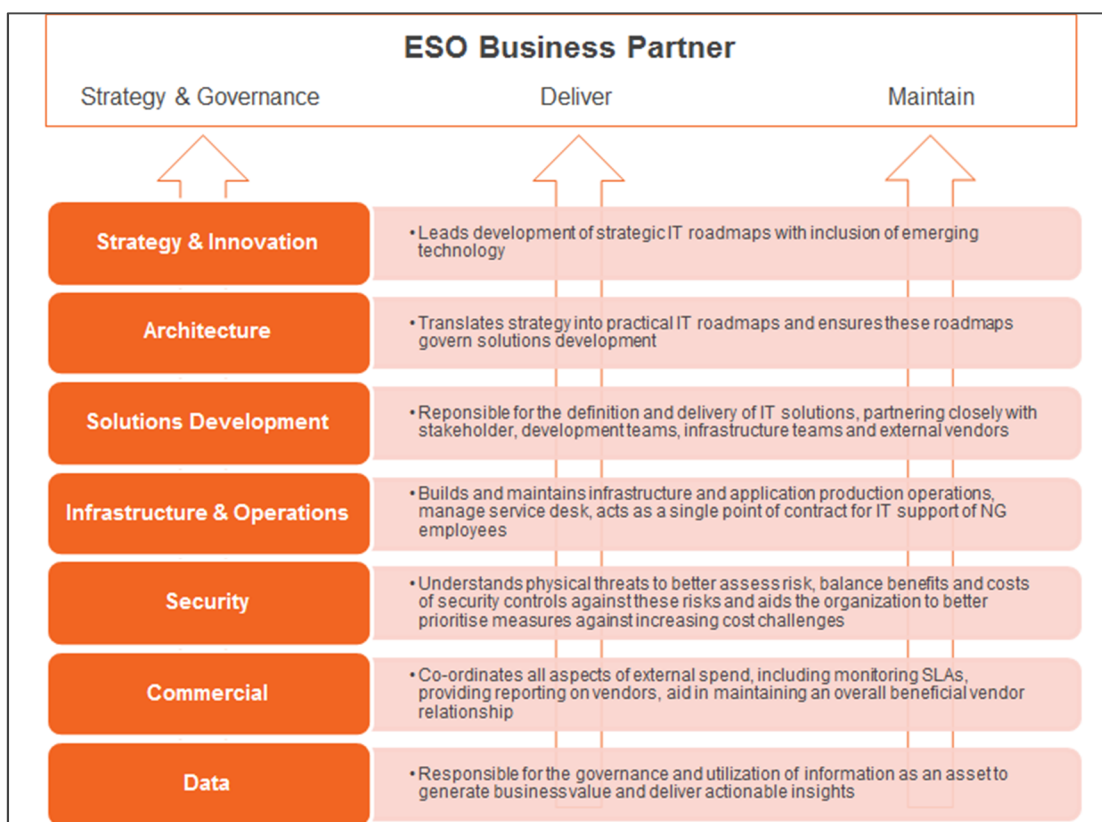 ESO Business Partner
Strategy & Governance
Deliver
Maintain
Strategy & Innovation
• Leads development of strategic IT roadmaps with inclusion of emerging
technology
Architecture
• Translates strategy into practical IT roadmaps and ensures these roadmaps
govern solutions development
Solutions Development
• Reponsible for the definition and delivery of IT solutions, partnering closely with
stakeholder, development teams, infrastructure teams and external vendors
Infrastructure & Operations
• Builds and maintains infrastructure and application production operations,
manage service desk, acts as a single point of contract for IT support of NG
employees
Security
• Understands physical threats to better assess risk, balance benefits and costs
of security controls against these risks and aids the organization to better
prioritise measures against increasing cost challenges
Commercial
• Co-ordinates all aspects of external spend, including monitoring SLAs,
providing reporting on vendors, aid in maintaining an overall beneficial vendor
relationship
Data
• Responsible for the governance and utilization of information as an asset to
generate business value and deliver actionable insights